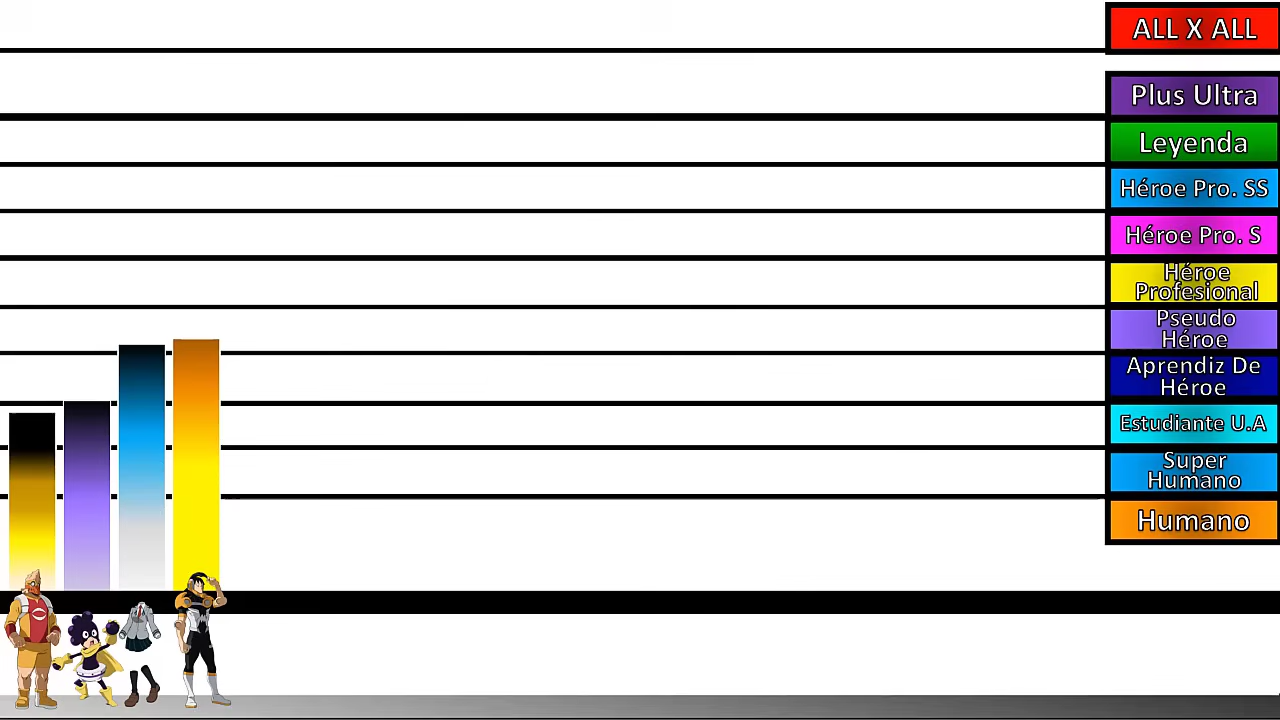 ALL X ALL
Plus Ultra
Leyenda
Héroe Pro. SS
Héroe Pro. S
Héroe
Profesional
Pseudo
Héroe
Aprendiz De
Héroe
Estudiante U.A
Super
Humano
Humano